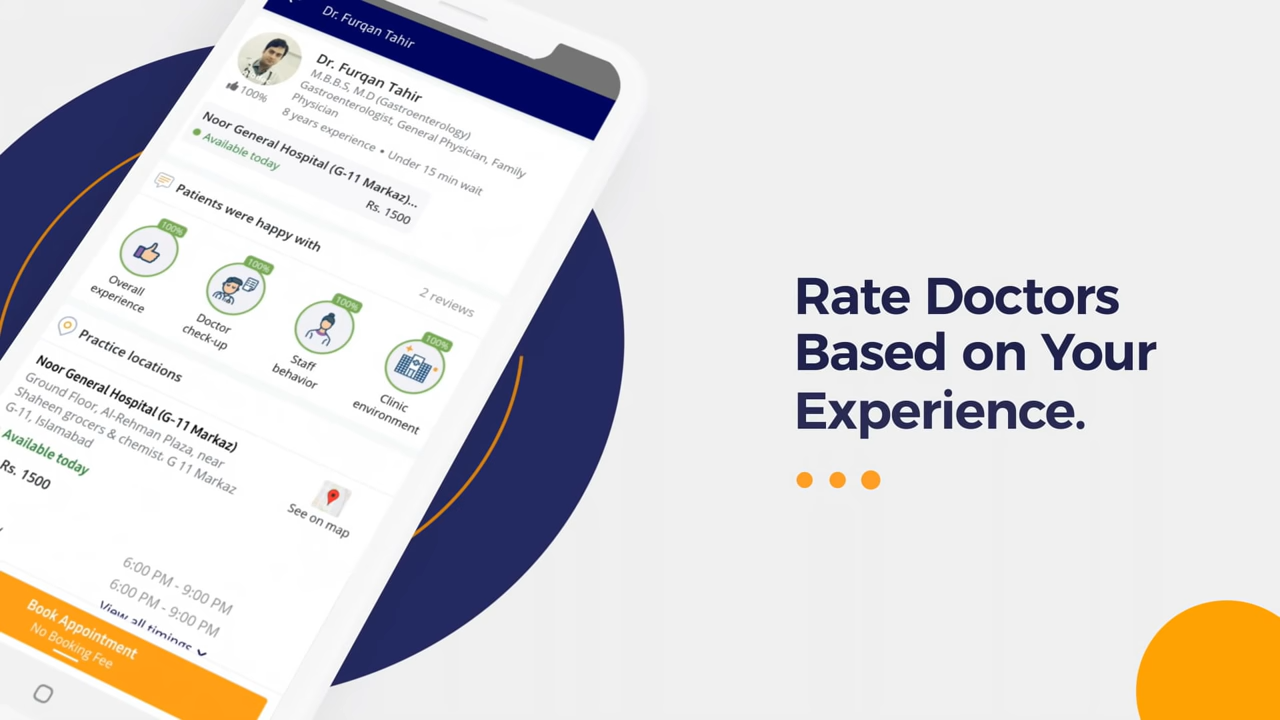 Dr. Furqan Tahir
Dr. Furqan Tahir
M.B.B.S, M.D (Gastroenterology)
Gastroenterologist, General Physician, Family
Physician
8 years experience • Under 15 min wait
100%
Noor General Hospital (G-11 Markaz)...
Available today
Rs. 1500
Patients were happy with
2 reviews
100%
Overall
experience
100%
Doctor
check-up
100%
Staff
behavior
100%
Clinic
environment
Practice locations
Noor General Hospital (G-11 Markaz)
Ground Floor, Al-Rehman Plaza, near
Shaheen grocers & chemist. G 11 Markaz
G-11, Islamabad
Available today
Rs. 1500
See on map
6:00 PM - 9:00 PM
6:00 PM - 9:00 PM
View all timings
Book Appointment
No Booking Fee
Rate Doctors
Based on Your
Experience.